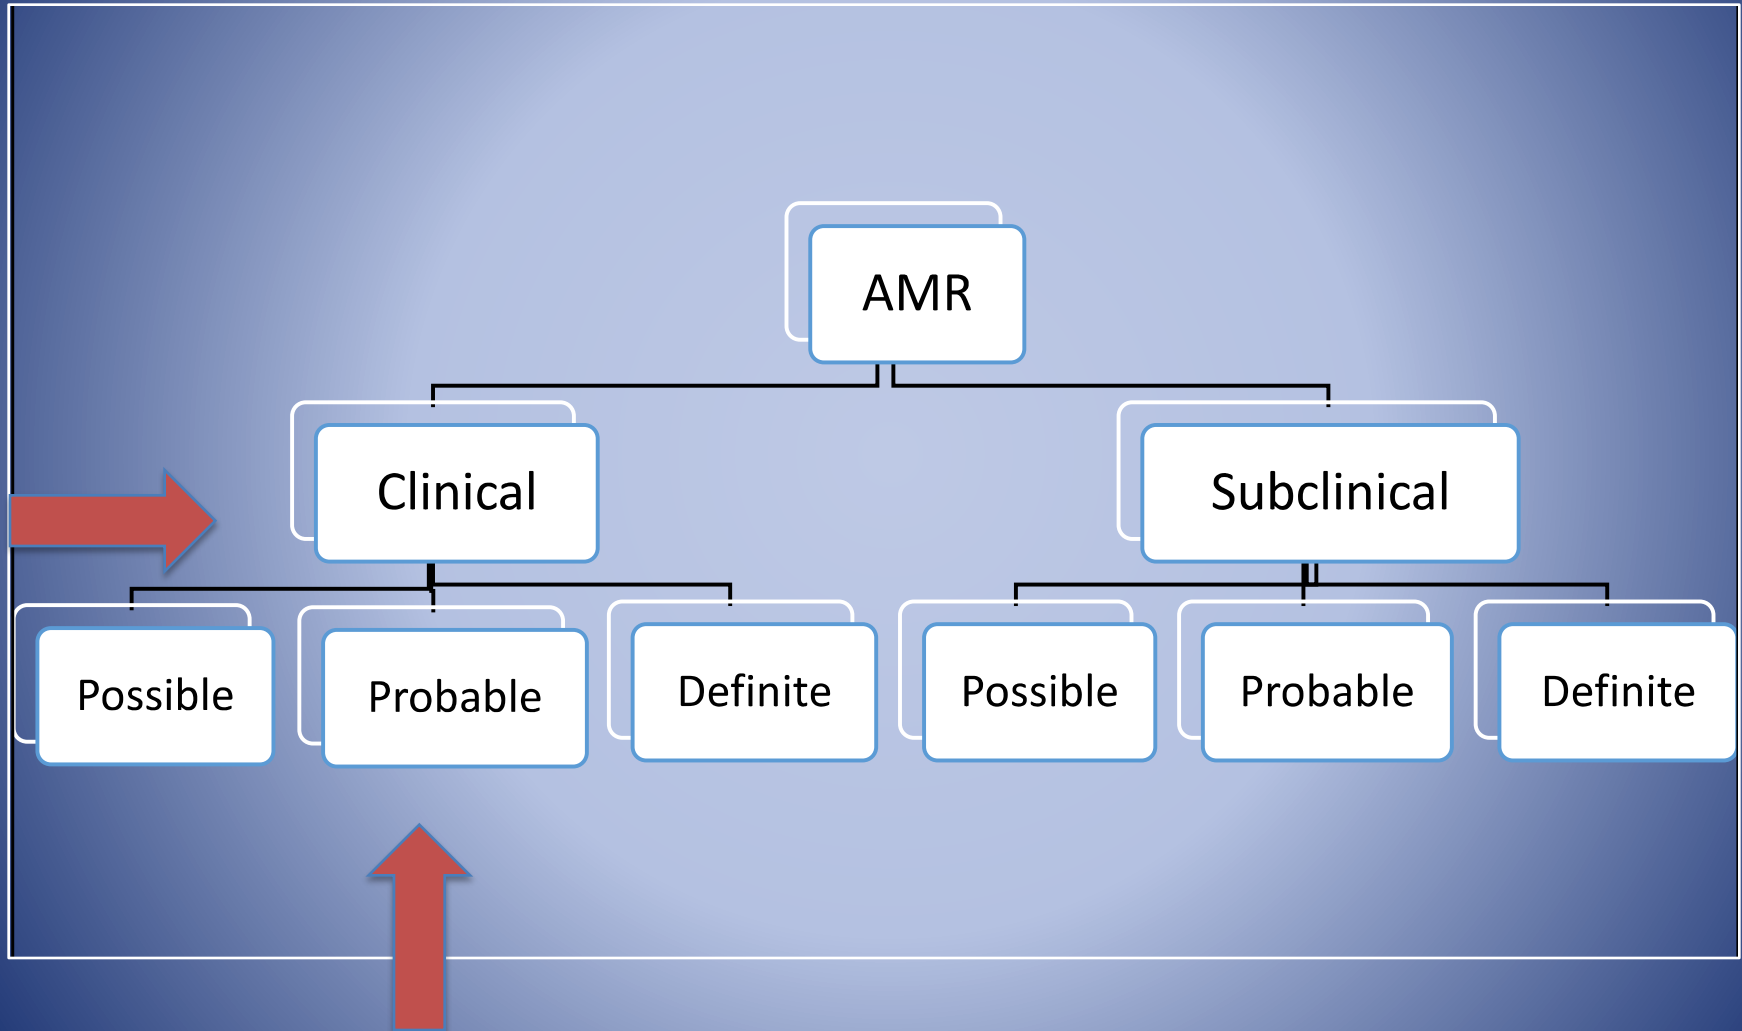 AMR
Clinical
Subclinical
Possible
Probable
Definite
Possible
Probable
Definite